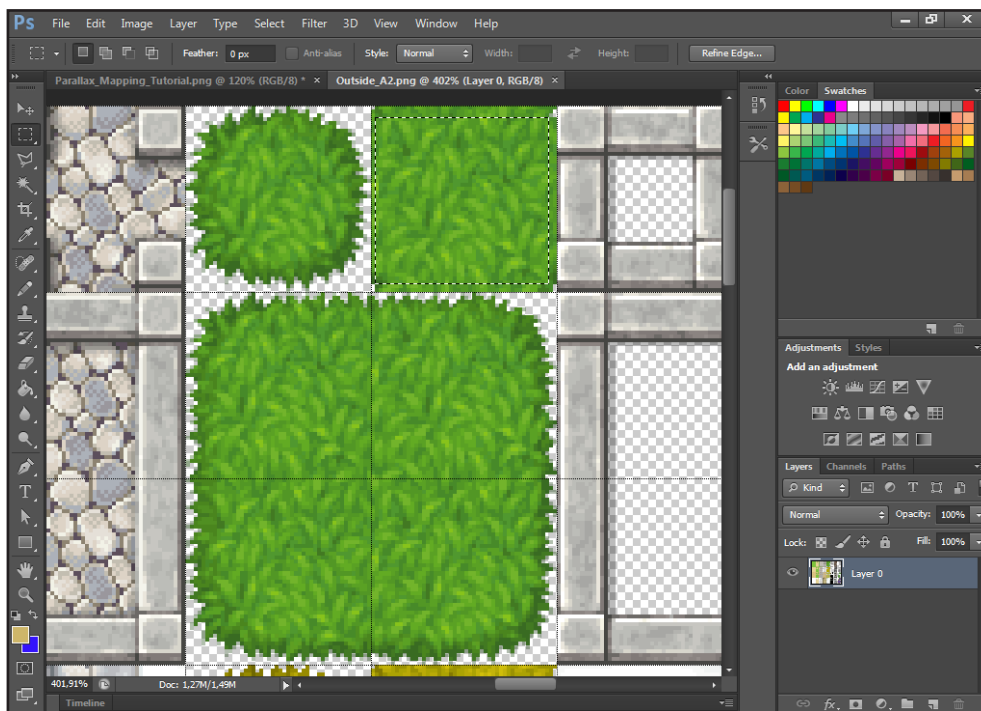 Ps File Edit Image Layer Type Select Filter 3D View Window Help
Feather: 0 px Anti-alias Style: Normal Width: Height: Refine Edge...
Parallax_Mapping_Tutorial.png @ 120% (RGB/8) * × Outside_A2.png @ 402% (Layer 0, RGB/8) ×
Color Swatches
Adjustments Styles
Add an adjustment
Layers Channels Paths
Kind
Normal Opacity: 100%
Lock: Fill: 100%
Layer 0
401,91% Doc: 1,27M/1,49M
Timeline